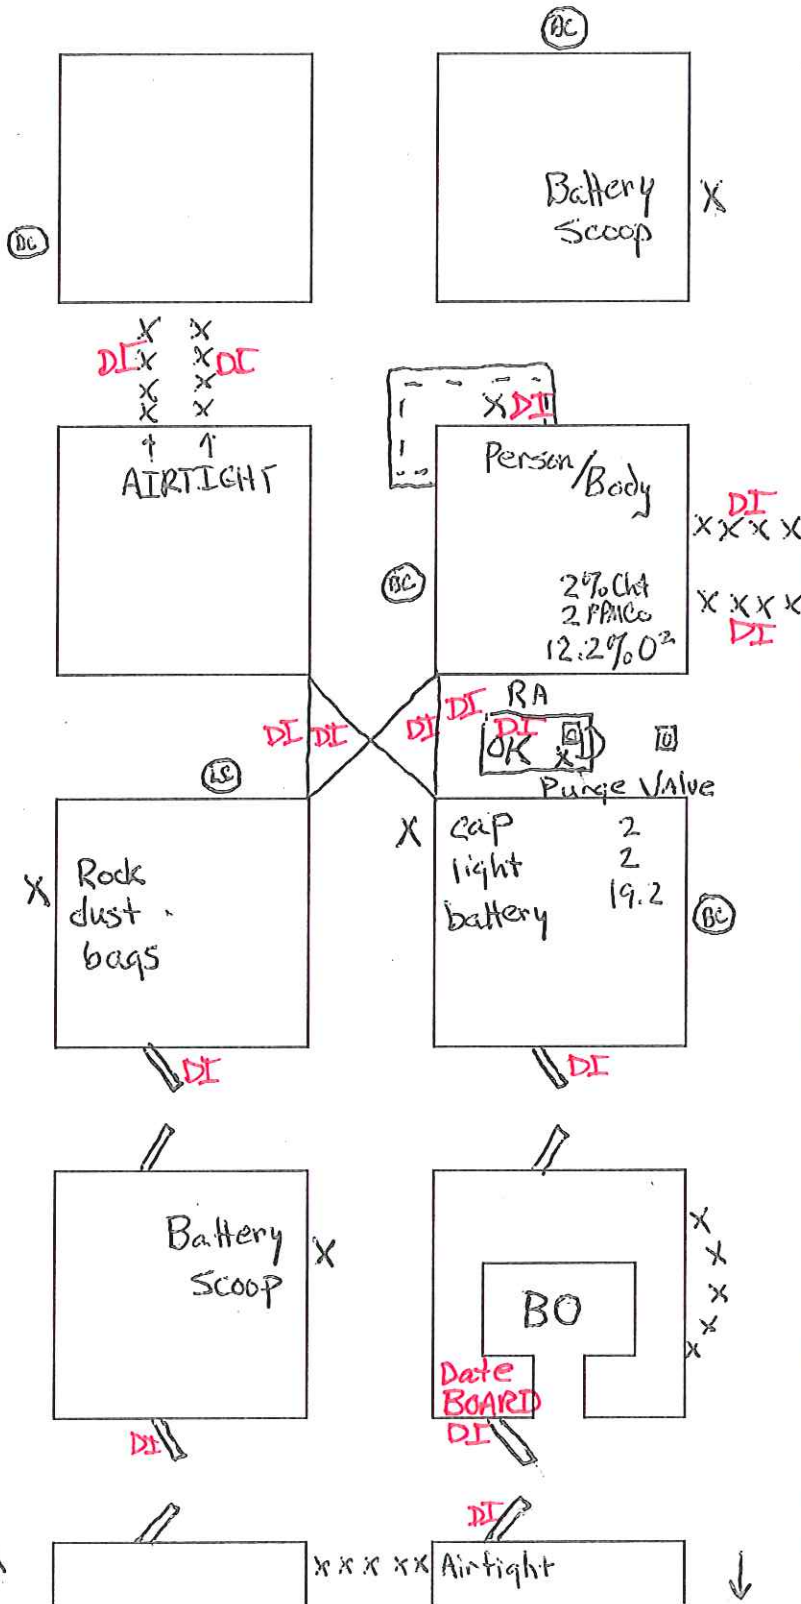 BC
Battery X
Scoop
DC
X X
DI X X DI
X X
X X
X DI
AIRTIGHT
Person/Body
DI
X X X X
BC
2% CH4
2 PPM Co
12.2% O²
X X X X
DI
RA
DI DI DI DI
DI
OK X
Purge Valve
X cap 2
light 2
battery 19.2
BC
X Rock
dust
bags
DI DI
Battery X
Scoop
X
X
X
X
X
BO
Date
BOARD
DI DI
DI
X X X X X Airtight